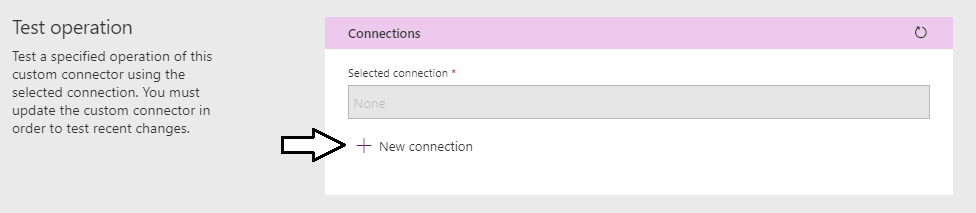 Test operation
Test a specified operation of this
custom connector using the
selected connection. You must
update the custom connector in
order to test recent changes.
Connections
Selected connection *
None
New connection